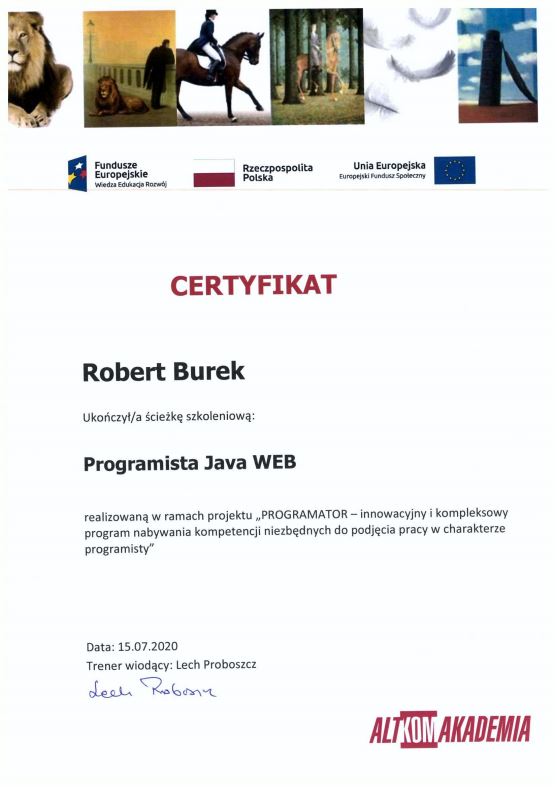 Fundusze
Europejskie
Wiedza Edukacja Rozwój
Rzeczpospolita
Polska
Unia Europejska
Europejski Fundusz Społeczny
CERTYFIKAT
Robert Burek
Ukończył/a ścieżkę szkoleniową:
Programista Java WEB
realizowaną w ramach projektu „PROGRAMATOR – innowacyjny i kompleksowy
program nabywania kompetencji niezbędnych do podjęcia pracy w charakterze
programisty”
Data: 15.07.2020
Trener wiodący: Lech Proboszcz
Lech Proboszcz
ALTKOM AKADEMIA